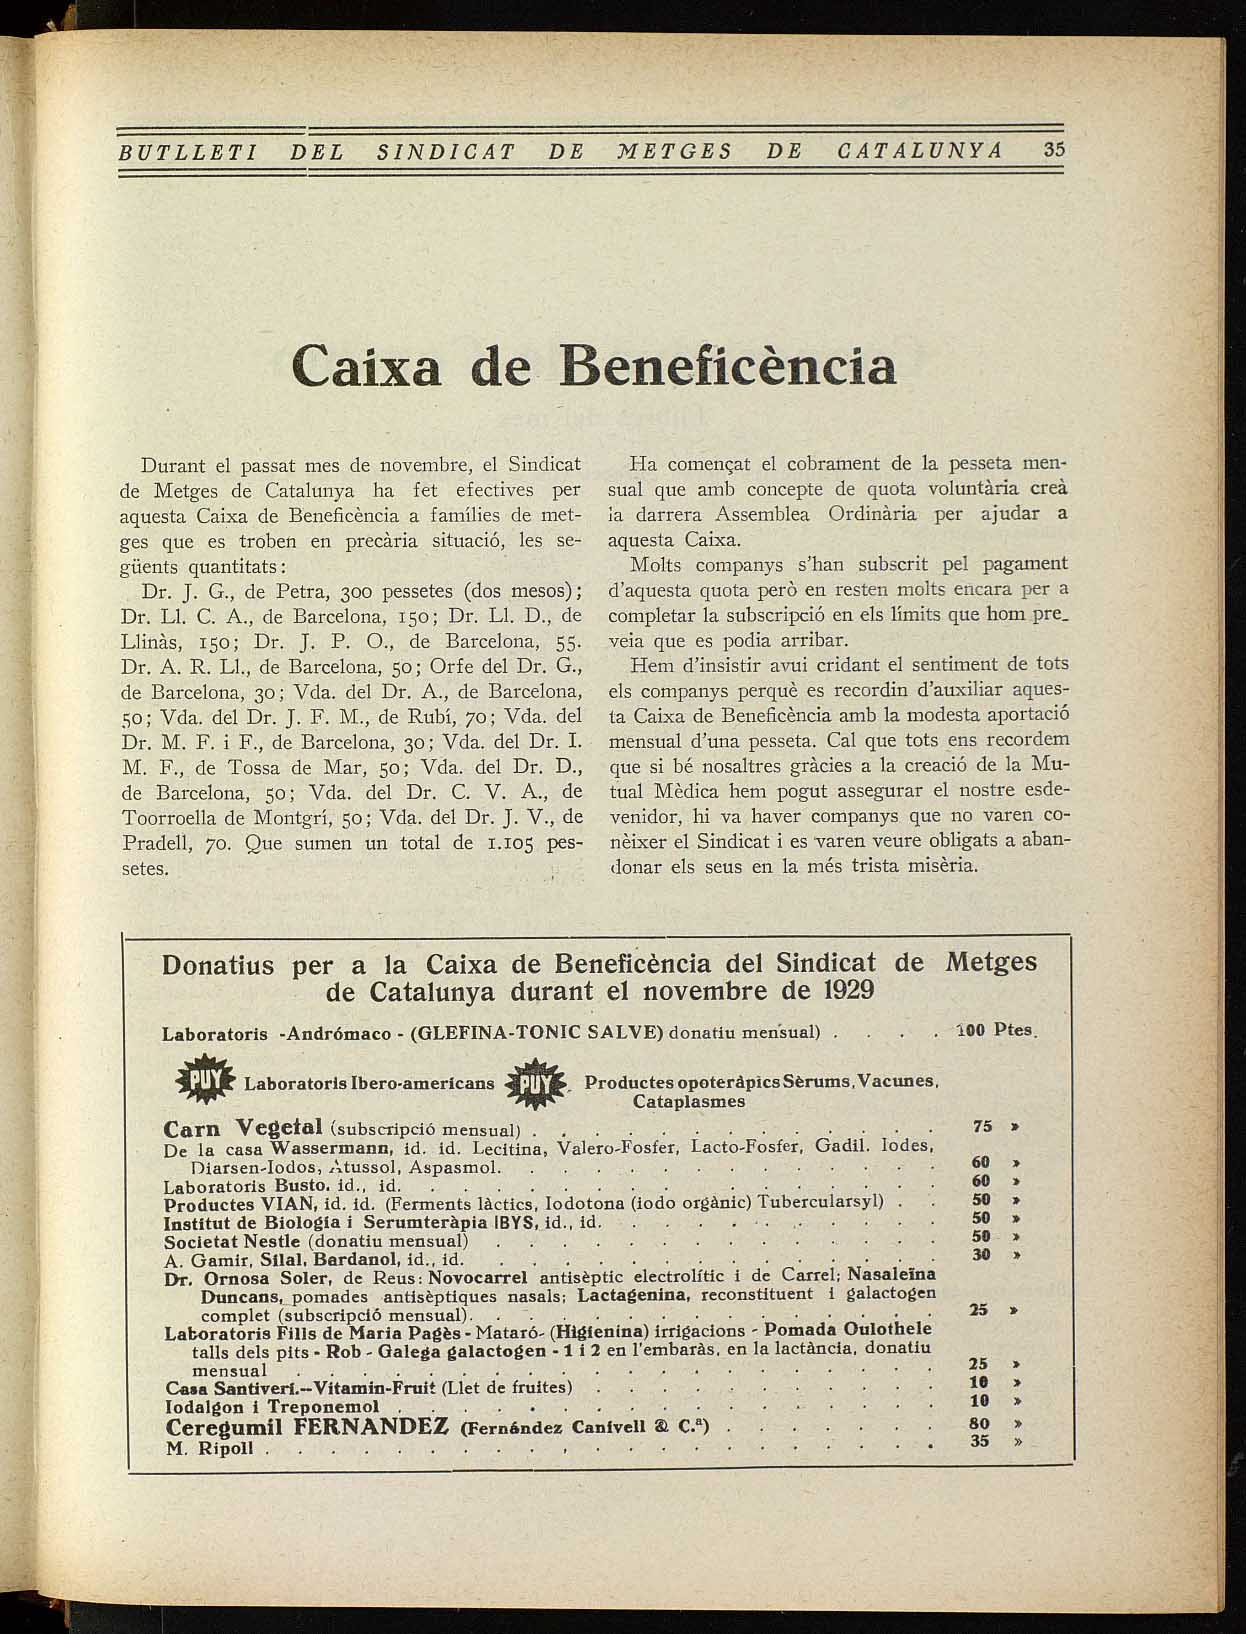 BUTLLETI DEL SINDICAT DE METGES DE CATALUNYA 35
Caixa de Beneficència
Durant el passat mes de novembre, el Sindicat
de Metges de Catalunya ha fet efectives per
aquesta Caixa de Beneficència a famílies de met-
ges que es troben en precària situació, les se-
güents quantitats:
Dr. J. G., de Petra, 300 pessetes (dos mesos);
Dr. Ll. C. A., de Barcelona, 150; Dr. Ll. D., de
Llinàs, 150; Dr. J. P. O., de Barcelona, 55.
Dr. A. R. Ll., de Barcelona, 50; Orfe del Dr. G.,
de Barcelona, 30; Vda. del Dr. A., de Barcelona,
50; Vda. del Dr. J. F. M., de Rubí, 70; Vda. del
Dr. M. F. i F., de Barcelona, 30; Vda. del Dr. I.
M. F., de Tossa de Mar, 50; Vda. del Dr. D.,
de Barcelona, 50; Vda. del Dr. C. V. A., de
Toorroella de Montgrí, 50; Vda. del Dr. J. V., de
Pradell, 70. Que sumen un total de 1.105 pes-
setes.
Ha començat el cobrament de la pesseta men-
sual que amb concepte de quota voluntària creà
la darrera Assemblea Ordinària per ajudar a
aquesta Caixa.
Molts companys s'han subscrit pel pagament
d'aquesta quota però en resten molts encara per a
completar la subscripció en els límits que hom pre-
veia que es podia arribar.
Hem d'insistir avui cridant el sentiment de tots
els companys perquè es recordin d'auxiliar aques-
ta Caixa de Beneficència amb la modesta aportació
mensual d'una pesseta. Cal que tots ens recordem
que si bé nosaltres gràcies a la creació de la Mu-
tual Mèdica hem pogut assegurar el nostre esde-
venidor, hi va haver companys que no varen co-
nèixer el Sindicat i es varen veure obligats a aban-
donar els seus en la més trista misèria.
Donatius per a la Caixa de Beneficència del Sindicat de Metges
de Catalunya durant el novembre de 1929
Laboratoris -Andrómaco - (GLEFINA-TONIC SALVE) donatiu mensual) . . . . 100 Ptes.
PUY Laboratoris Ibero-americans PUY. Productes opoteràpics Sèrums, Vacunes,
Cataplasmes
Carn Vegetal (subscripció mensual) . . . . . . . . . . . . . 75 »
De la casa Wassermann, id. id. Lecitina, Valero-Fosfer, Lacto-Fosfer, Gadil. Iodes,
Diarsen-Iodos, Atussol, Aspasmol. . . . . . . . . . . . . . 60 »
Laboratoris Busto. id., id. . . . . . . . . . . . . . . . . 60 »
Productes VIAN, id. id. (Ferments làctics, Iodotona (iodo orgànic) Tubercularsyl) . . 50 »
Institut de Biología i Serumteràpia IBYS, id., id. . . . . . . . . . . 50 »
Societat Nestle (donatiu mensual) . . . . . . . . . . . . . . 50 »
A. Gamir, Silal, Bardanol, id., id. . . . . . . . . . . . . . . 30 »
Dr. Ornosa Soler, de Reus: Novocarrel antisèptic electrolític i de Carrel; Nasaleïna
Duncans, pomades antisèptiques nasals; Lactagenina, reconstituent i galactogen
complet (subscripció mensual). . . . . . . . . . . . . . . 25 »
Laboratoris Fills de Maria Pagès - Mataró- (Higienina) irrigacions - Pomada Oulothele
talls dels pits - Rob - Galega galactogen - 1 i 2 en l'embaràs, en la lactància, donatiu
mensual . . . . . . . . . . . . . . . . . . . . 25 »
Casa Santiverí.--Vitamin-Fruit (Llet de fruites) . . . . . . . . . . . 10 »
Iodalgon i Treponemol . . . . . . . . . . . . . . . . . 10 »
Ceregumil FERNANDEZ (Fernández Canivell & C.ª) . . . . . . . 80 »
M. Ripoll . . . . . . . . . . . . . . . . . . . . . 35 »